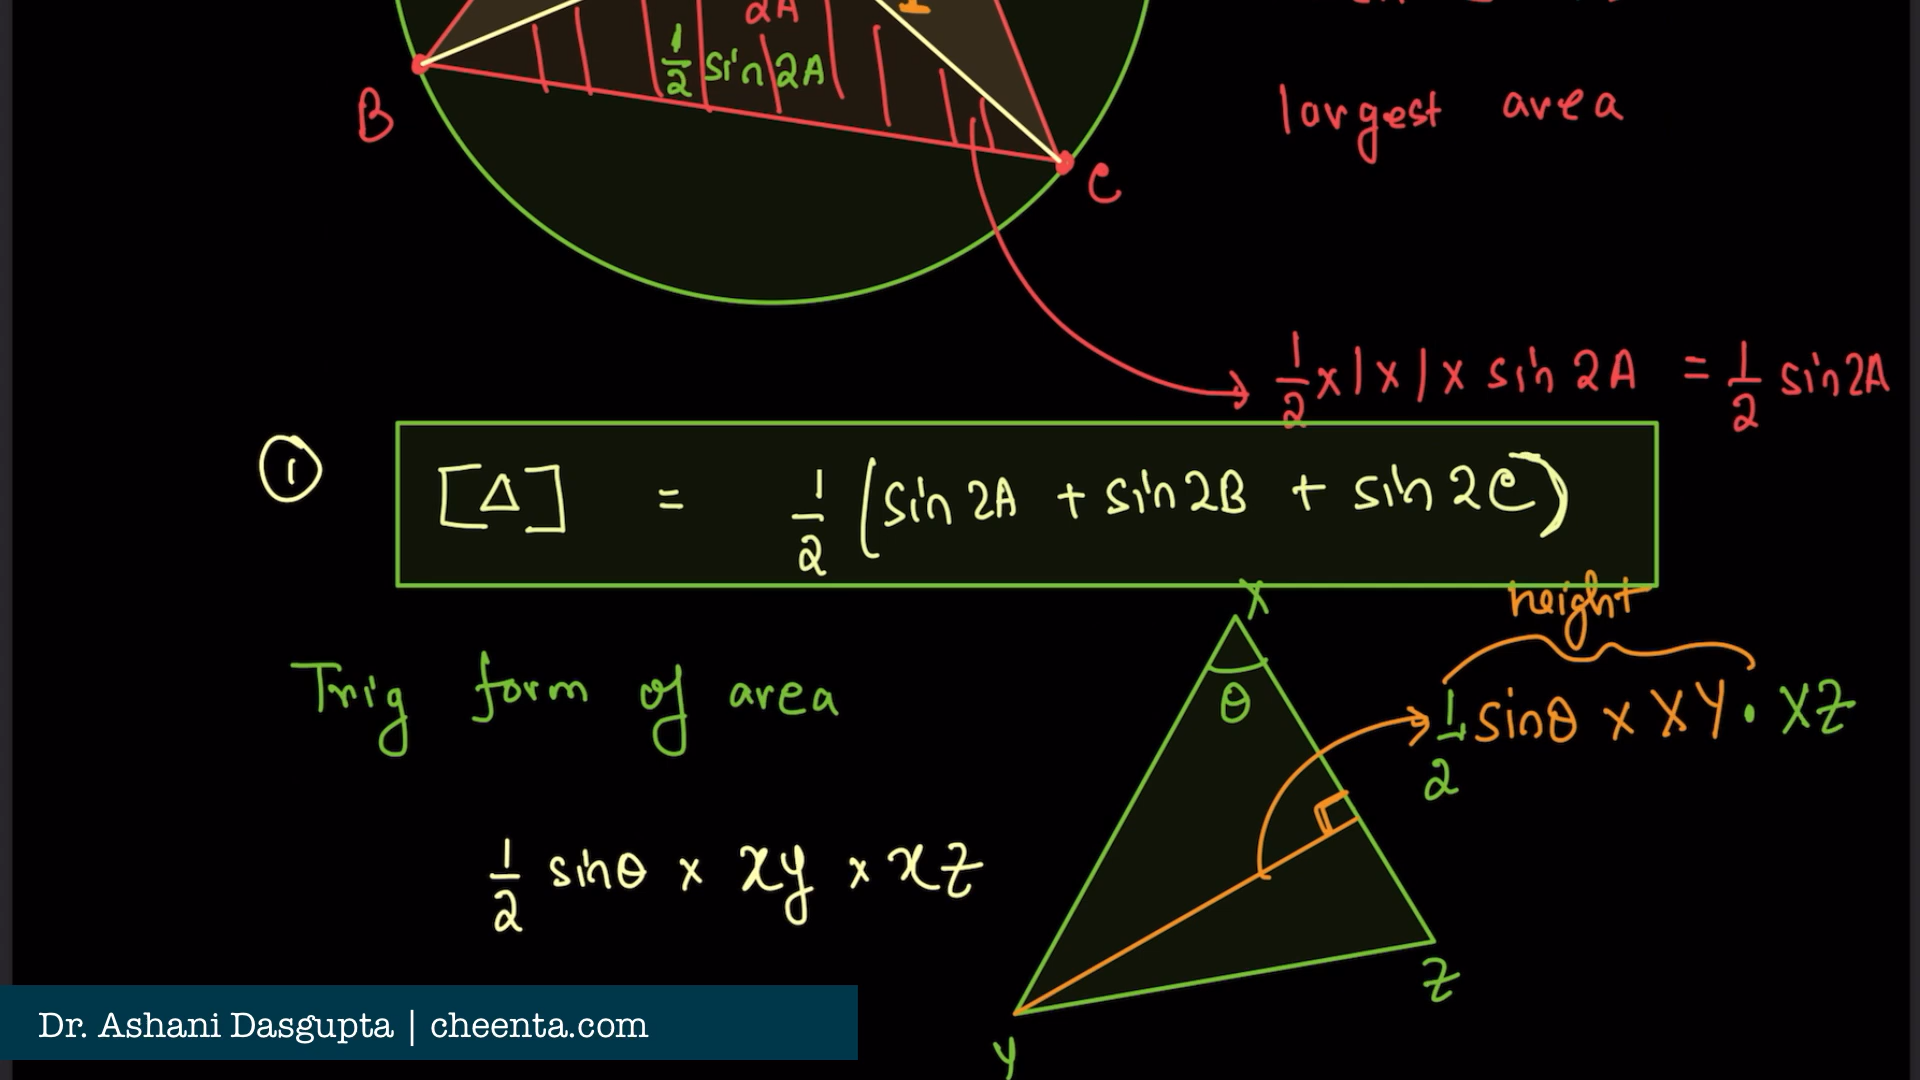 2A
1/2 sin 2A
B
C
largest area
1/2 x 1 x 1 x sin 2A = 1/2 sin 2A
① [Δ] = 1/2 (sin 2A + sin 2B + sin 2C)
X
height
Trig form of area
θ
1/2 sinθ x XY · XZ
1/2 sinθ x xy x xz
Z
Y
Dr. Ashani Dasgupta | cheenta.com